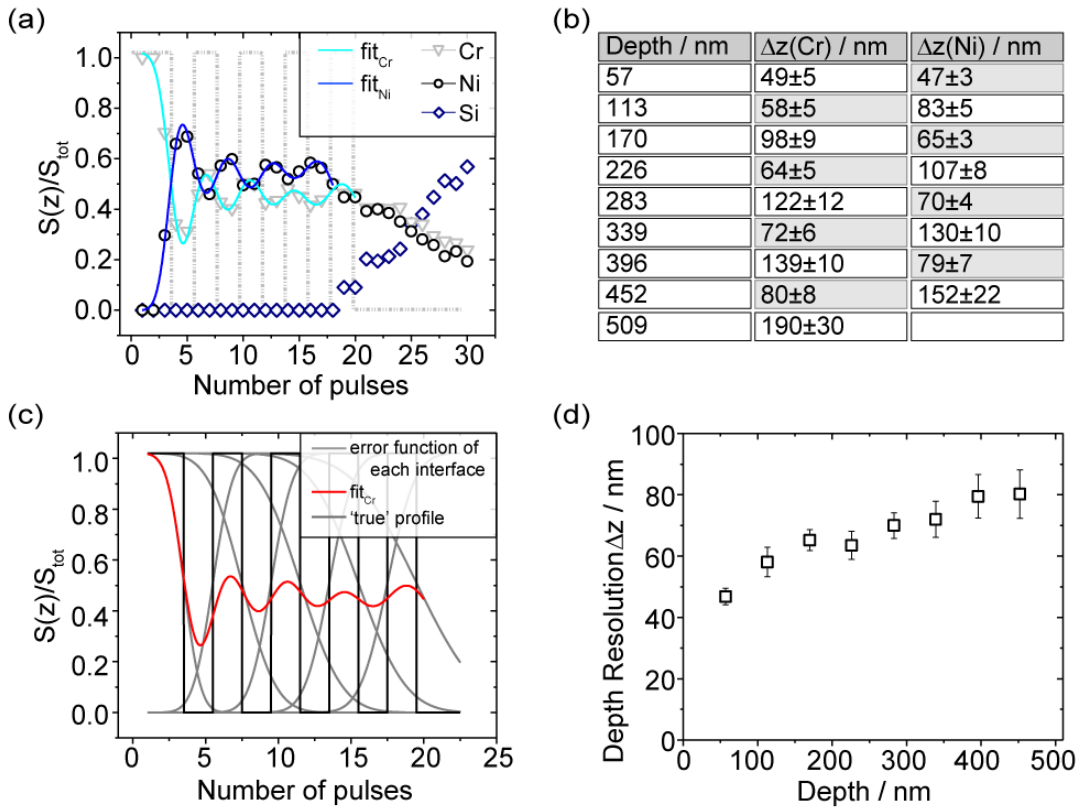 (a)
S(z)/S_tot
1.0
0.8
0.6
0.4
0.2
0.0
0 5 10 15 20 25 30
Number of pulses
fit_Cr Cr
fit_Ni Ni
Si
(b)
Depth / nm Δz(Cr) / nm Δz(Ni) / nm
57 49±5 47±3
113 58±5 83±5
170 98±9 65±3
226 64±5 107±8
283 122±12 70±4
339 72±6 130±10
396 139±10 79±7
452 80±8 152±22
509 190±30
(c)
S(z)/S_tot
1.0
0.8
0.6
0.4
0.2
0.0
0 5 10 15 20 25
Number of pulses
error function of
each interface
fit_Cr
'true' profile
(d)
Depth Resolution Δz / nm
100
80
60
40
20
0
0 100 200 300 400 500
Depth / nm